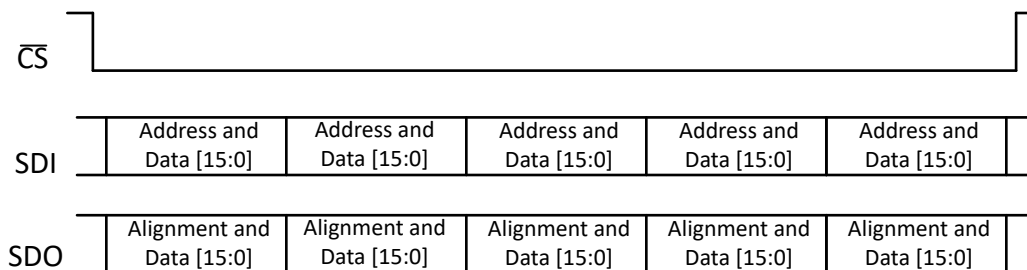 CS
SDI
Address and
Data [15:0]
Address and
Data [15:0]
Address and
Data [15:0]
Address and
Data [15:0]
Address and
Data [15:0]
SDO
Alignment and
Data [15:0]
Alignment and
Data [15:0]
Alignment and
Data [15:0]
Alignment and
Data [15:0]
Alignment and
Data [15:0]